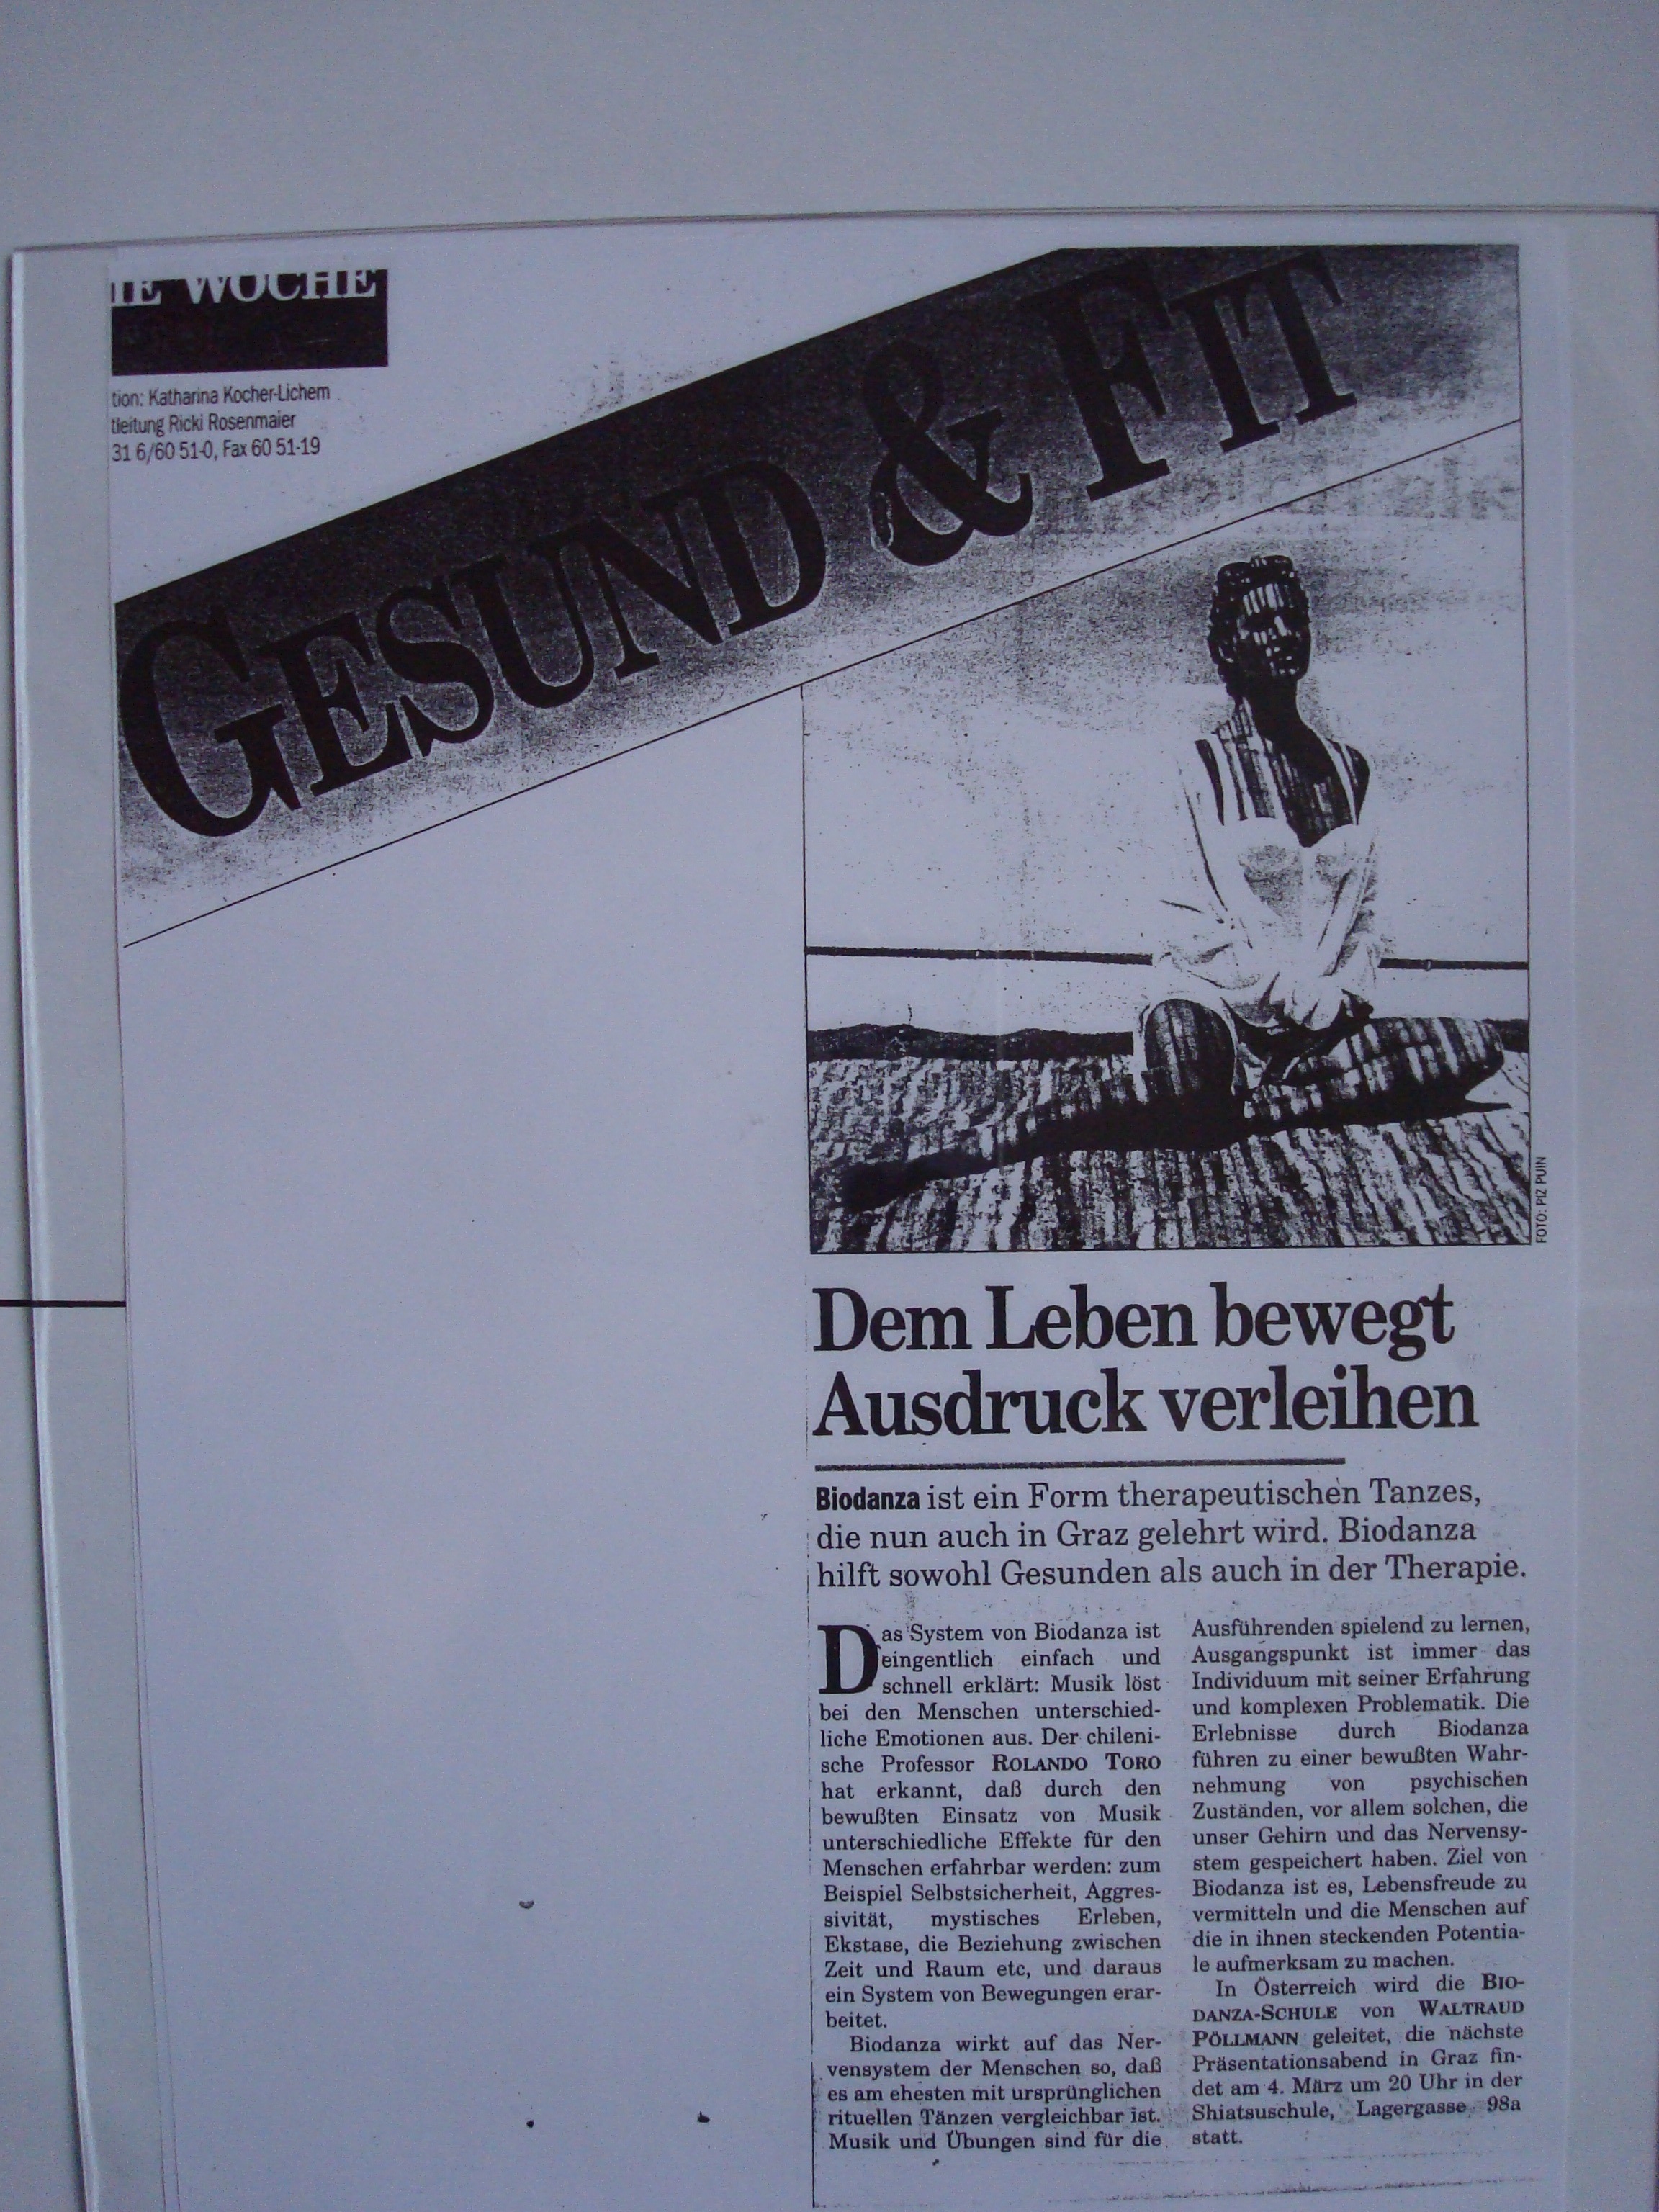 IE WOCHE
tion: Katharina Kocher-Lichem
tleitung Ricki Rosenmaier
31 6/60 51-0, Fax 60 51-19
GESUND & FIT
FOTO: PIZ PUIN
Dem Leben bewegt
Ausdruck verleihen
Biodanza ist ein Form therapeutischen Tanzes,
die nun auch in Graz gelehrt wird. Biodanza
hilft sowohl Gesunden als auch in der Therapie.
Das System von Biodanza ist
eingentlich einfach und
schnell erklärt: Musik löst
bei den Menschen unterschied-
liche Emotionen aus. Der chileni-
sche Professor ROLANDO TORO
hat erkannt, daß durch den
bewußten Einsatz von Musik
unterschiedliche Effekte für den
Menschen erfahrbar werden: zum
Beispiel Selbstsicherheit, Aggres-
sivität, mystisches Erleben,
Ekstase, die Beziehung zwischen
Zeit und Raum etc, und daraus
ein System von Bewegungen erar-
beitet.
Biodanza wirkt auf das Ner-
vensystem der Menschen so, daß
es am ehesten mit ursprünglichen
rituellen Tänzen vergleichbar ist.
Musik und Übungen sind für die
Ausführenden spielend zu lernen,
Ausgangspunkt ist immer das
Individuum mit seiner Erfahrung
und komplexen Problematik. Die
Erlebnisse durch Biodanza
führen zu einer bewußten Wahr-
nehmung von psychischen
Zuständen, vor allem solchen, die
unser Gehirn und das Nervensy-
stem gespeichert haben. Ziel von
Biodanza ist es, Lebensfreude zu
vermitteln und die Menschen auf
die in ihnen steckenden Potentia-
le aufmerksam zu machen.
In Österreich wird die BIO-
DANZA-SCHULE von WALTRAUD
PÖLLMANN geleitet, die nächste
Präsentationsabend in Graz fin-
det am 4. März um 20 Uhr in der
Shiatsuschule, Lagergasse 98a
statt.